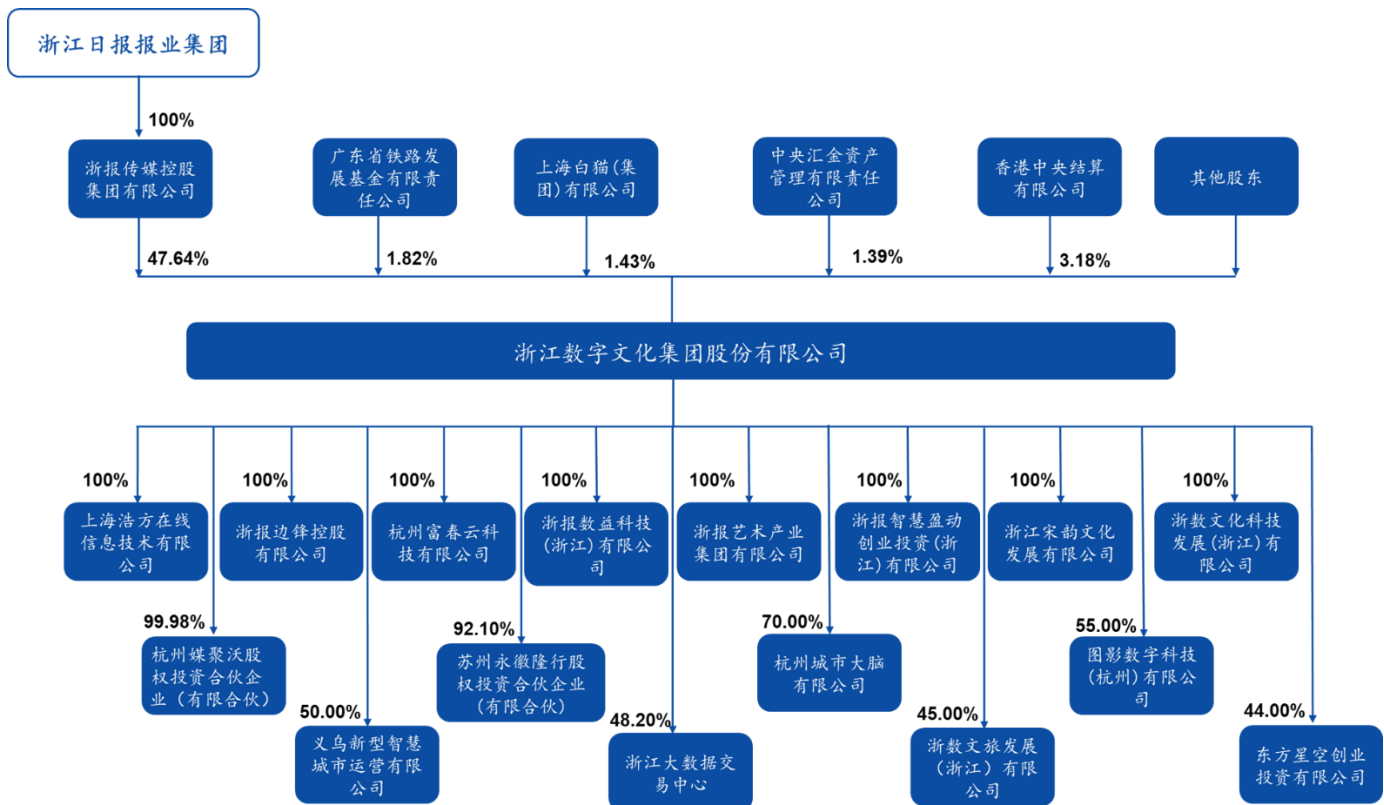 浙江日报报业集团
100%
浙报传媒控股
集团有限公司
广东省铁路发
展基金有限责
任公司
上海白猫(集
团)有限公司
中央汇金资产
管理有限责任
公司
香港中央结算
有限公司
其他股东
47.64%
1.82%
1.43%
1.39%
3.18%
浙江数字文化集团股份有限公司
100%
100%
100%
100%
100%
100%
100%
100%
上海浩方在线
信息技术有限
公司
浙报边锋控股
有限公司
杭州富春云科
技有限公司
浙报数益科技
(浙江)有限公
司
浙报艺术产业
集团有限公司
浙报智慧盈动
创业投资(浙
江)有限公司
浙江宋韵文化
发展有限公司
浙数文化科技
发展(浙江)有
限公司
99.98%
92.10%
70.00%
55.00%
杭州媒聚沃股
权投资合伙企
业（有限合伙）
苏州永徽隆行股
权投资合伙企业
(有限合伙）
杭州城市大脑
有限公司
图影数字科技
(杭州)有限公
司
50.00%
48.20%
45.00%
44.00%
义乌新型智慧
城市运营有限
公司
浙江大数据交
易中心
浙数文旅发展
（浙江）有限
公司
东方星空创业
投资有限公司